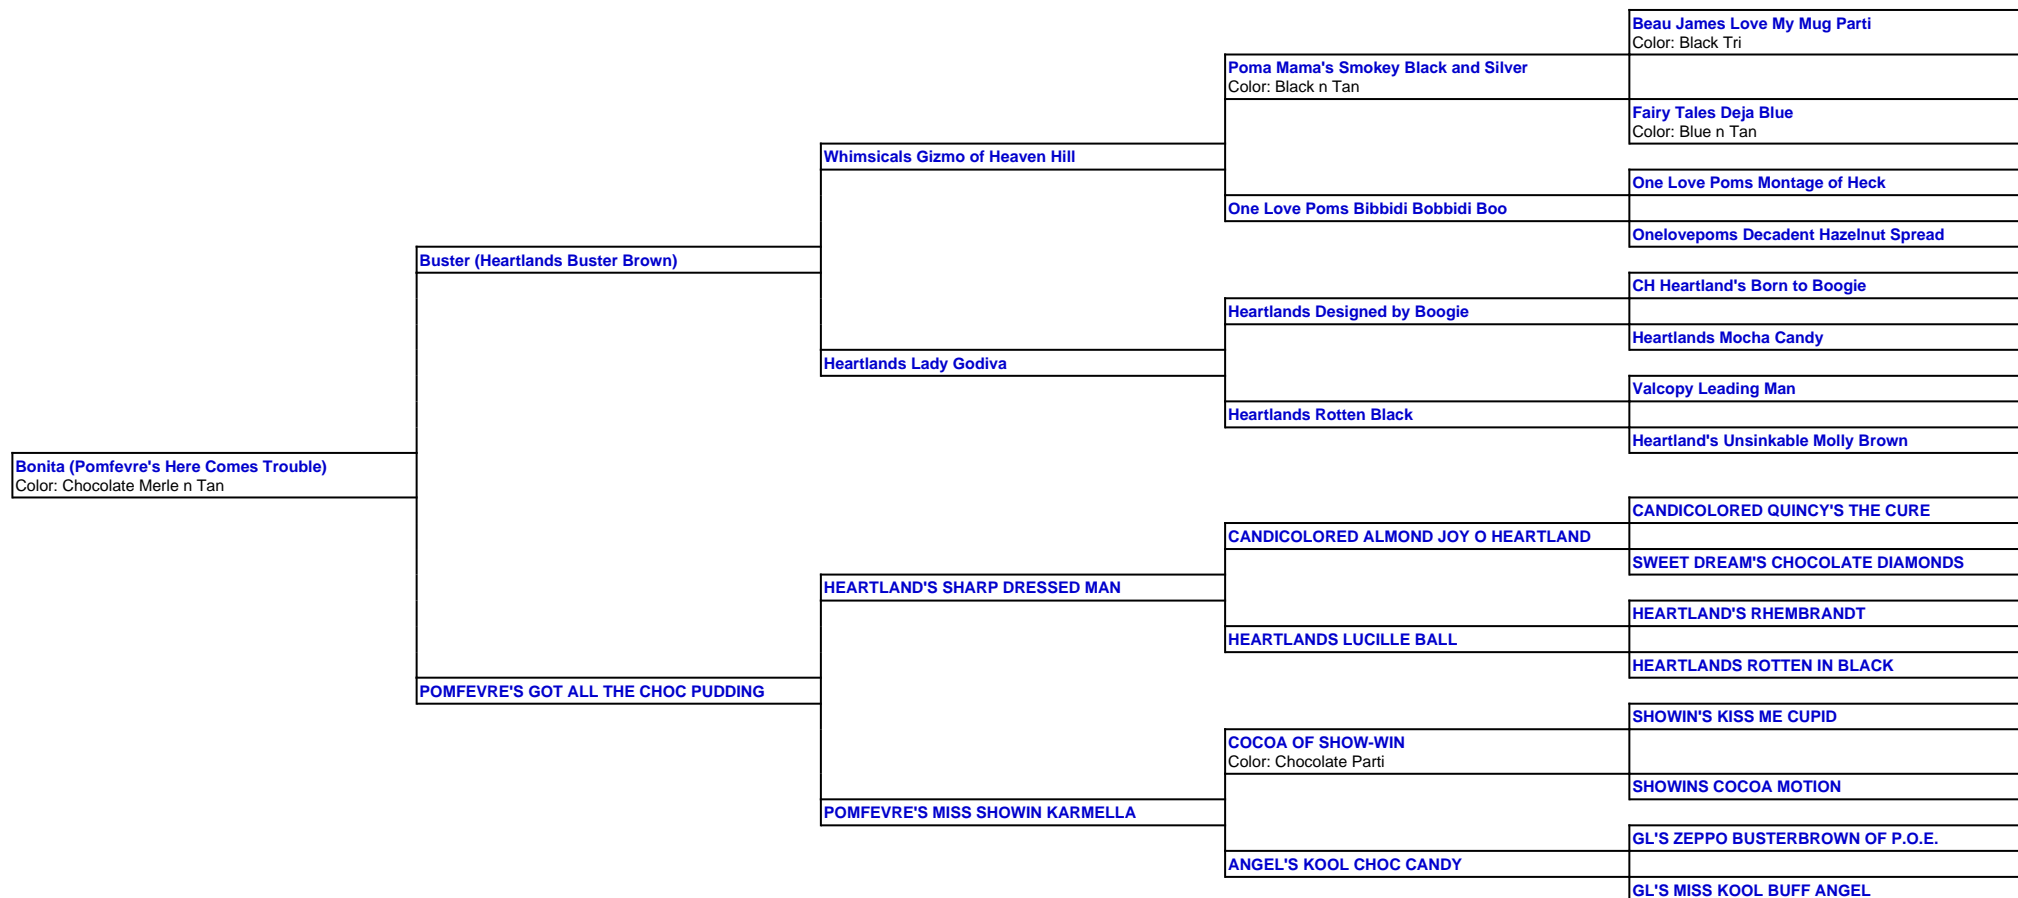 Beau James Love My Mug Parti
Color: Black Tri
Poma Mama's Smokey Black and Silver
Color: Black n Tan
Fairy Tales Deja Blue
Color: Blue n Tan
Whimsicals Gizmo of Heaven Hill
One Love Poms Montage of Heck
One Love Poms Bibbidi Bobbidi Boo
Onelovepoms Decadent Hazelnut Spread
Buster (Heartlands Buster Brown)
CH Heartland's Born to Boogie
Heartlands Designed by Boogie
Heartlands Mocha Candy
Heartlands Lady Godiva
Valcopy Leading Man
Heartlands Rotten Black
Heartland's Unsinkable Molly Brown
Bonita (Pomfevre's Here Comes Trouble)
Color: Chocolate Merle n Tan
CANDICOLORED QUINCY'S THE CURE
CANDICOLORED ALMOND JOY O HEARTLAND
SWEET DREAM'S CHOCOLATE DIAMONDS
HEARTLAND'S SHARP DRESSED MAN
HEARTLAND'S RHEMBRANDT
HEARTLANDS LUCILLE BALL
HEARTLANDS ROTTEN IN BLACK
POMFEVRE'S GOT ALL THE CHOC PUDDING
SHOWIN'S KISS ME CUPID
COCOA OF SHOW-WIN
Color: Chocolate Parti
SHOWINS COCOA MOTION
POMFEVRE'S MISS SHOWIN KARMELLA
GL'S ZEPPO BUSTERBROWN OF P.O.E.
ANGEL'S KOOL CHOC CANDY
GL'S MISS KOOL BUFF ANGEL